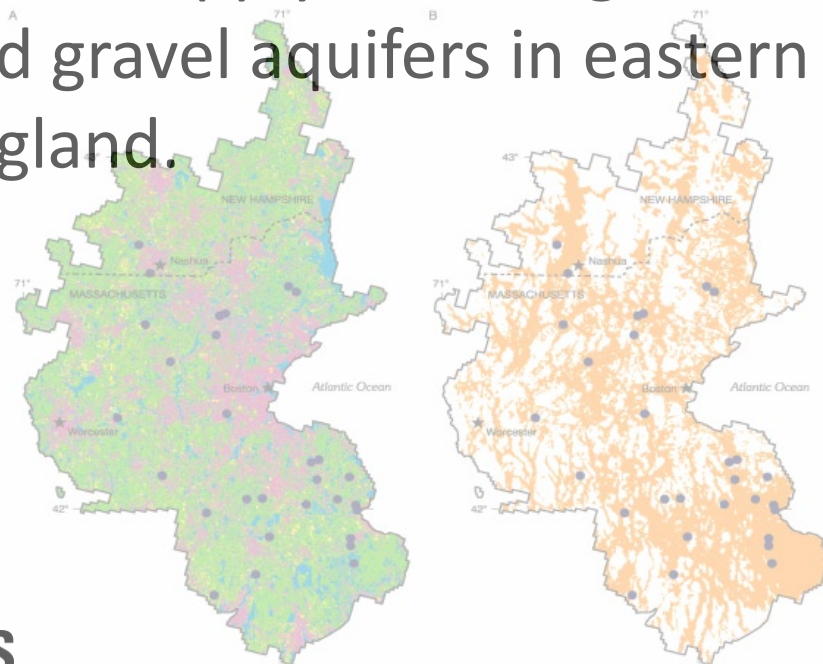 A 71° B 71°
d gravel aquifers in eastern
gland.
43° 43°
NEW HAMPSHIRE NEW HAMPSHIRE
Nashua Nashua
71° 71°
MASSACHUSETTS MASSACHUSETTS
Boston Atlantic Ocean Boston Atlantic Ocean
Worcester Worcester
42° 42°
s